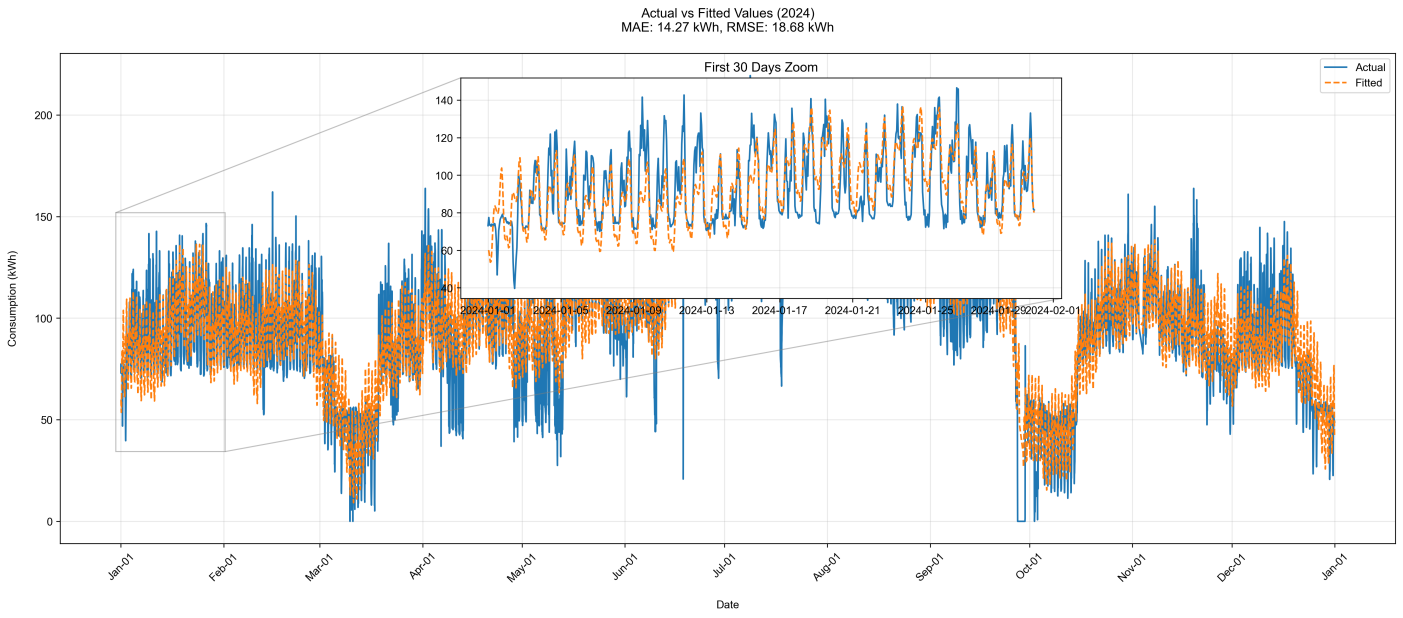 Actual vs Fitted Values (2024)
MAE: 14.27 kWh, RMSE: 18.68 kWh
Actual
Fitted
First 30 Days Zoom
140
120
100
80
60
40
2024-01-01 2024-01-05 2024-01-09 2024-01-13 2024-01-17 2024-01-21 2024-01-25 2024-01-29 2024-02-01
Consumption (kWh)
200
150
100
50
0
Jan-01 Feb-01 Mar-01 Apr-01 May-01 Jun-01 Jul-01 Aug-01 Sep-01 Oct-01 Nov-01 Dec-01 Jan-01
Date